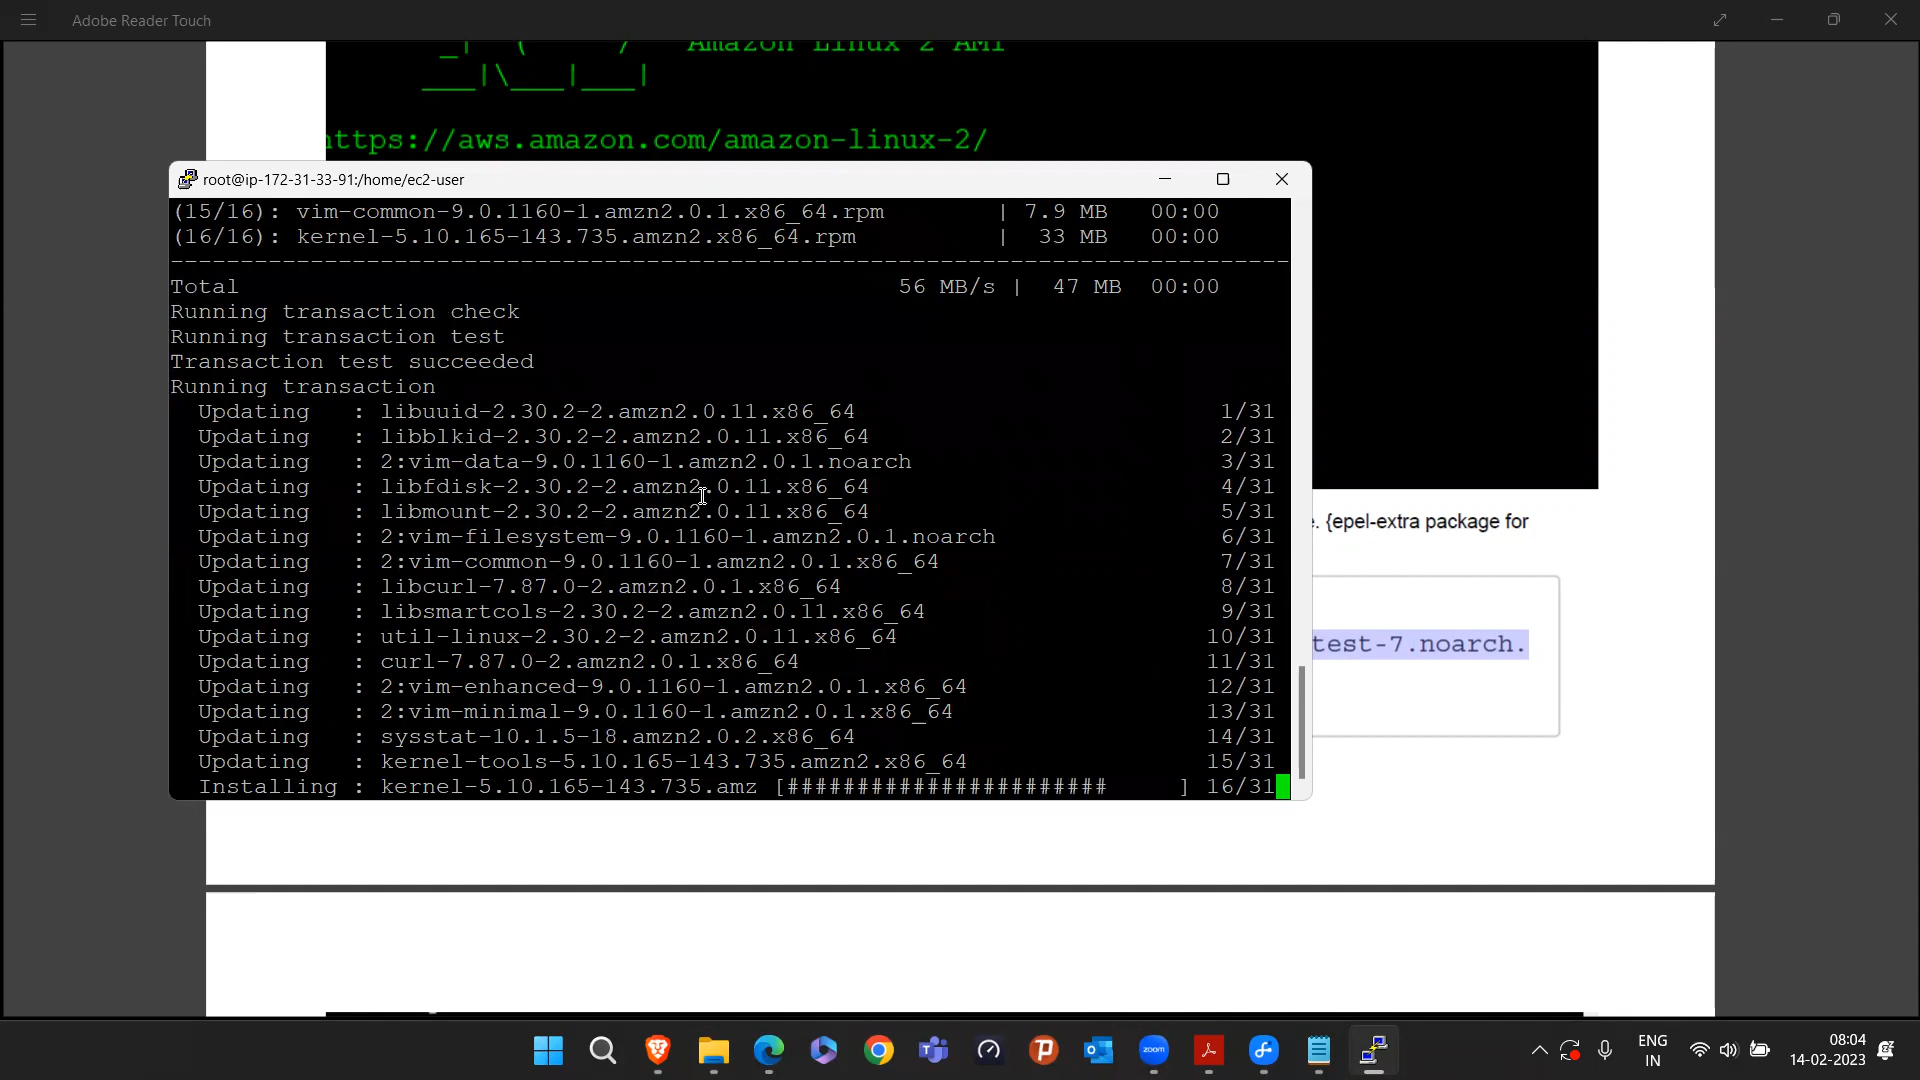 Adobe Reader Touch
Amazon Linux 2 AMI
https://aws.amazon.com/amazon-linux-2/
root@ip-172-31-33-91:/home/ec2-user
(15/16): vim-common-9.0.1160-1.amzn2.0.1.x86_64.rpm | 7.9 MB 00:00
(16/16): kernel-5.10.165-143.735.amzn2.x86_64.rpm | 33 MB 00:00
--------------------------------------------------------------------------------
Total 56 MB/s | 47 MB 00:00
Running transaction check
Running transaction test
Transaction test succeeded
Running transaction
Updating : libuuid-2.30.2-2.amzn2.0.11.x86_64 1/31
Updating : libblkid-2.30.2-2.amzn2.0.11.x86_64 2/31
Updating : 2:vim-data-9.0.1160-1.amzn2.0.1.noarch 3/31
Updating : libfdisk-2.30.2-2.amzn2.0.11.x86_64 4/31
Updating : libmount-2.30.2-2.amzn2.0.11.x86_64 5/31
Updating : 2:vim-filesystem-9.0.1160-1.amzn2.0.1.noarch 6/31
Updating : 2:vim-common-9.0.1160-1.amzn2.0.1.x86_64 7/31
Updating : libcurl-7.87.0-2.amzn2.0.1.x86_64 8/31
Updating : libsmartcols-2.30.2-2.amzn2.0.11.x86_64 9/31
Updating : util-linux-2.30.2-2.amzn2.0.11.x86_64 10/31
Updating : curl-7.87.0-2.amzn2.0.1.x86_64 11/31
Updating : 2:vim-enhanced-9.0.1160-1.amzn2.0.1.x86_64 12/31
Updating : 2:vim-minimal-9.0.1160-1.amzn2.0.1.x86_64 13/31
Updating : sysstat-10.1.5-18.amzn2.0.2.x86_64 14/31
Updating : kernel-tools-5.10.165-143.735.amzn2.x86_64 15/31
Installing : kernel-5.10.165-143.735.amz [####################### ] 16/31
. {epel-extra package for
test-7.noarch.
zoom
ENG
IN
08:04
14-02-2023